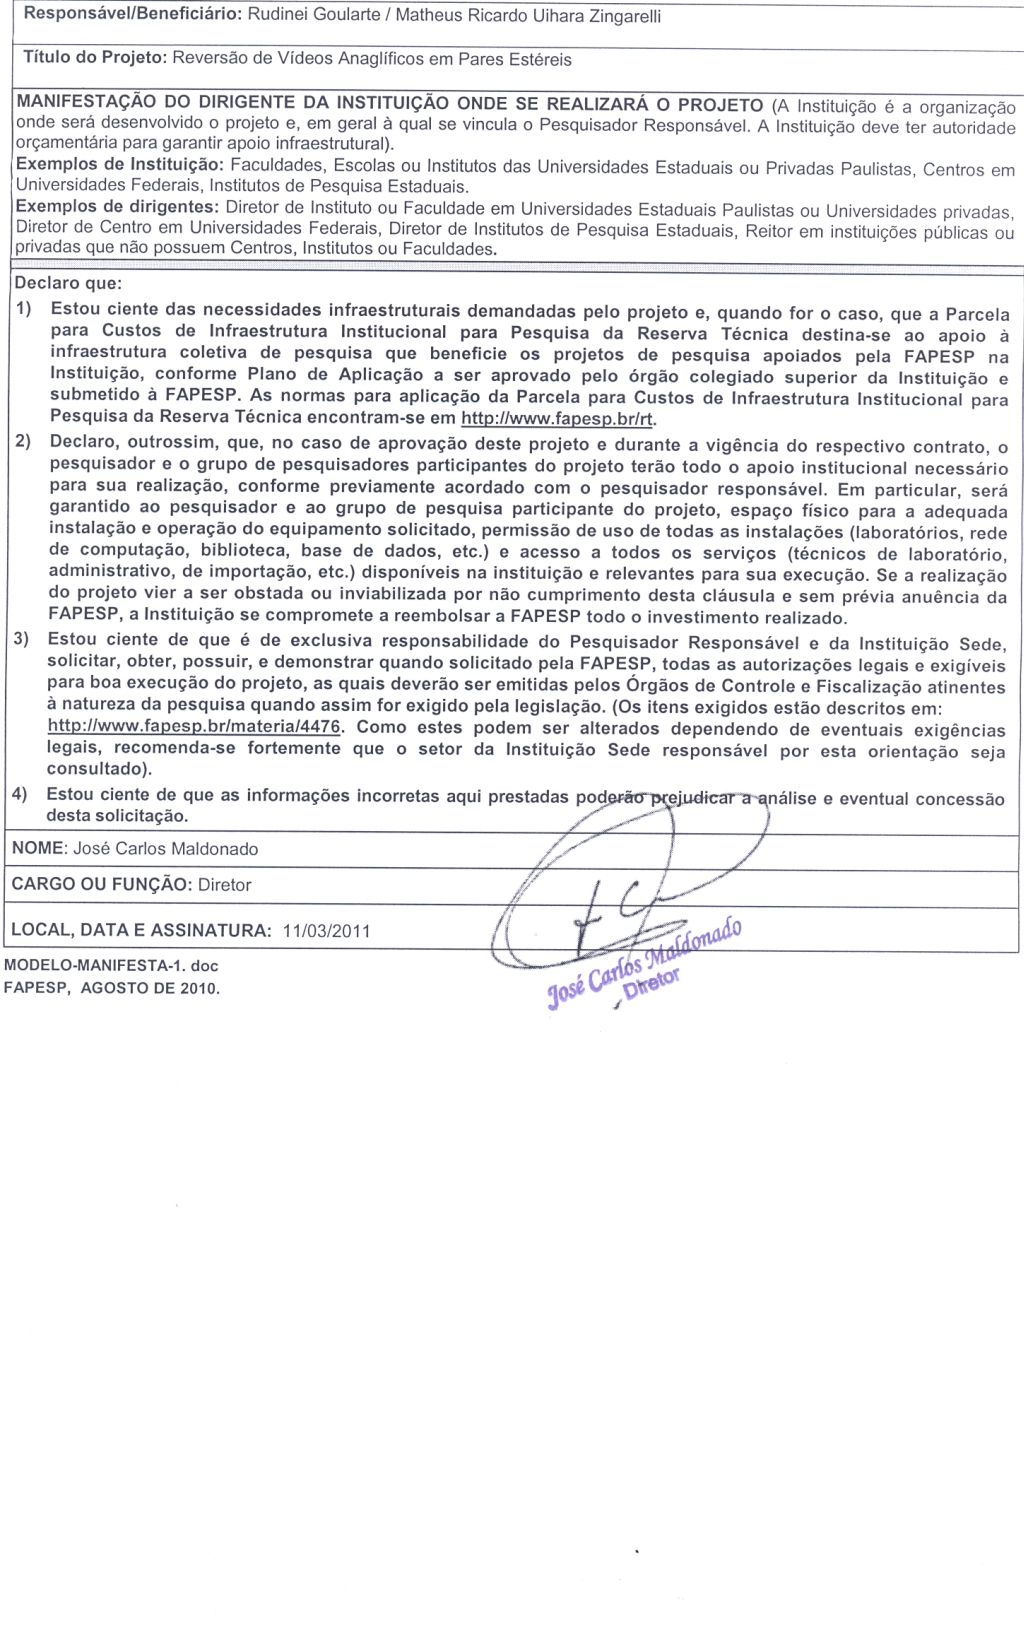 Responsável/Beneficiário: Rudinei Goularte / Matheus Ricardo Uihara Zingarelli
Título do Projeto: Reversão de Vídeos Anaglíficos em Pares Estéreis
MANIFESTAÇÃO DO DIRIGENTE DA INSTITUIÇÃO ONDE SE REALIZARÁ O PROJETO (A Instituição é a organização
onde será desenvolvido o projeto e, em geral à qual se vincula o Pesquisador Responsável. A Instituição deve ter autoridade
orçamentária para garantir apoio infraestrutural).
Exemplos de Instituição: Faculdades, Escolas ou Institutos das Universidades Estaduais ou Privadas Paulistas, Centros em
Universidades Federais, Institutos de Pesquisa Estaduais.
Exemplos de dirigentes: Diretor de Instituto ou Faculdade em Universidades Estaduais Paulistas ou Universidades privadas,
Diretor de Centro em Universidades Federais, Diretor de Institutos de Pesquisa Estaduais, Reitor em instituições públicas ou
privadas que não possuem Centros, Institutos ou Faculdades.
Declaro que:
1) Estou ciente das necessidades infraestruturais demandadas pelo projeto e, quando for o caso, que a Parcela
para Custos de Infraestrutura Institucional para Pesquisa da Reserva Técnica destina-se ao apoio à
infraestrutura coletiva de pesquisa que beneficie os projetos de pesquisa apoiados pela FAPESP na
Instituição, conforme Plano de Aplicação a ser aprovado pelo órgão colegiado superior da Instituição e
submetido à FAPESP. As normas para aplicação da Parcela para Custos de Infraestrutura Institucional para
Pesquisa da Reserva Técnica encontram-se em http://www.fapesp.br/rt.
2) Declaro, outrossim, que, no caso de aprovação deste projeto e durante a vigência do respectivo contrato, o
pesquisador e o grupo de pesquisadores participantes do projeto terão todo o apoio institucional necessário
para sua realização, conforme previamente acordado com o pesquisador responsável. Em particular, será
garantido ao pesquisador e ao grupo de pesquisa participante do projeto, espaço físico para a adequada
instalação e operação do equipamento solicitado, permissão de uso de todas as instalações (laboratórios, rede
de computação, biblioteca, base de dados, etc.) e acesso a todos os serviços (técnicos de laboratório,
administrativo, de importação, etc.) disponíveis na instituição e relevantes para sua execução. Se a realização
do projeto vier a ser obstada ou inviabilizada por não cumprimento desta cláusula e sem prévia anuência da
FAPESP, a Instituição se compromete a reembolsar a FAPESP todo o investimento realizado.
3) Estou ciente de que é de exclusiva responsabilidade do Pesquisador Responsável e da Instituição Sede,
solicitar, obter, possuir, e demonstrar quando solicitado pela FAPESP, todas as autorizações legais e exigíveis
para boa execução do projeto, as quais deverão ser emitidas pelos Órgãos de Controle e Fiscalização atinentes
à natureza da pesquisa quando assim for exigido pela legislação. (Os itens exigidos estão descritos em:
http://www.fapesp.br/materia/4476. Como estes podem ser alterados dependendo de eventuais exigências
legais, recomenda-se fortemente que o setor da Instituição Sede responsável por esta orientação seja
consultado).
4) Estou ciente de que as informações incorretas aqui prestadas poderão prejudicar a análise e eventual concessão
desta solicitação.
NOME: José Carlos Maldonado
CARGO OU FUNÇÃO: Diretor
LOCAL, DATA E ASSINATURA: 11/03/2011
José Carlos Maldonado
Diretor
MODELO-MANIFESTA-1. doc
FAPESP, AGOSTO DE 2010.